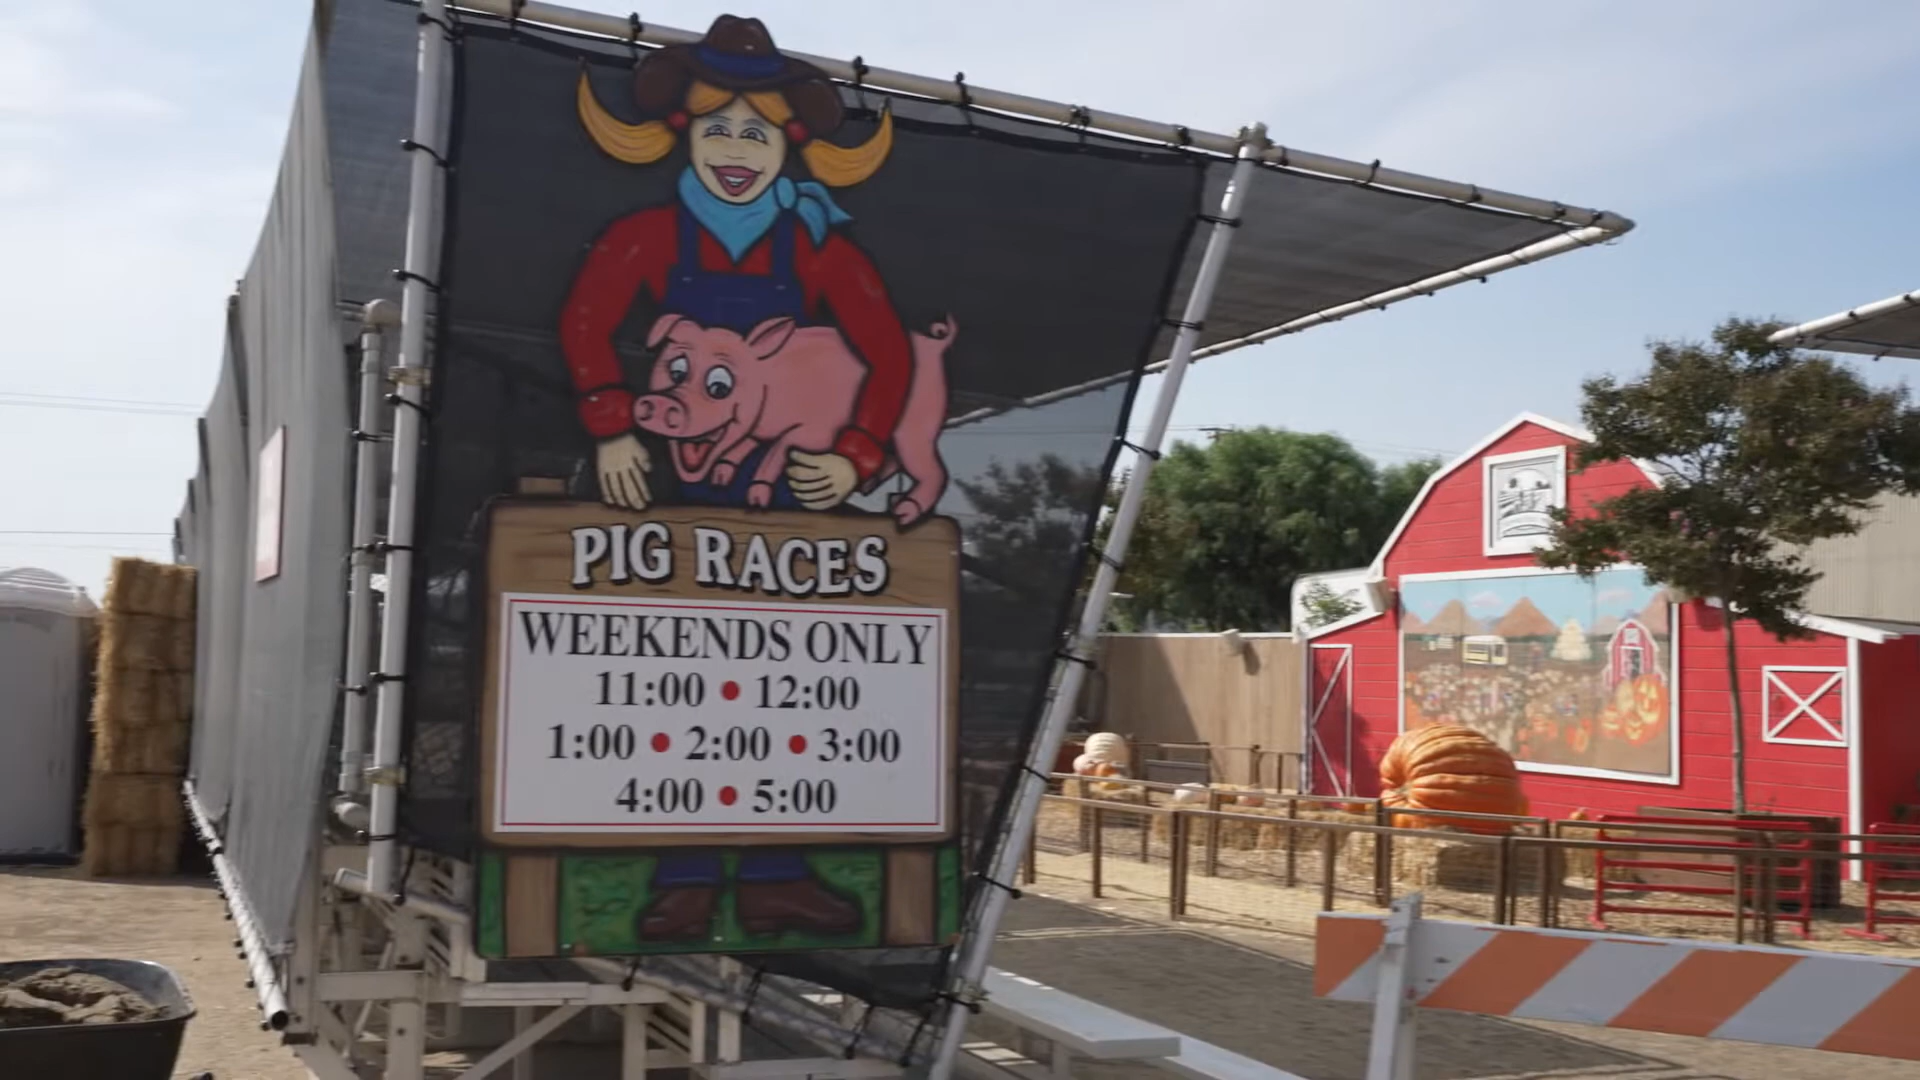 PIG RACES
WEEKENDS ONLY
11:00 • 12:00
1:00 • 2:00 • 3:00
4:00 • 5:00